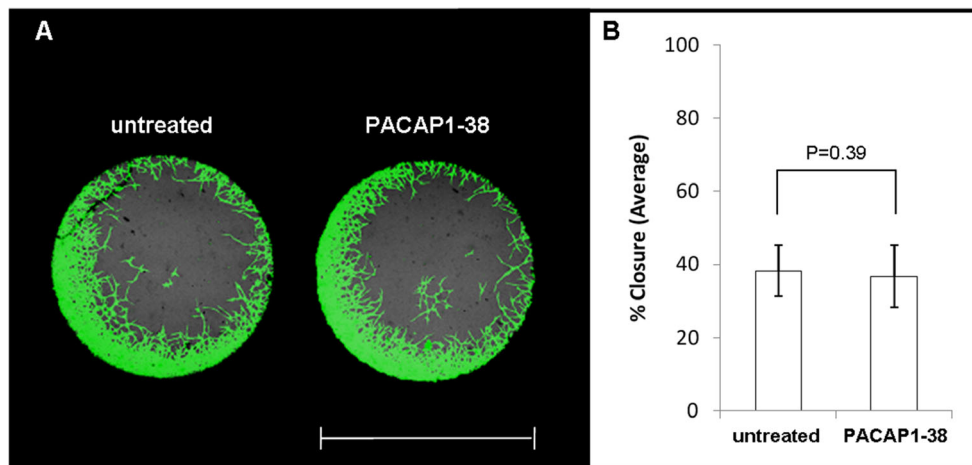 A
untreated
PACAP1-38
B
% Closure (Average)
100
80
60
40
20
0
P=0.39
untreated
PACAP1-38